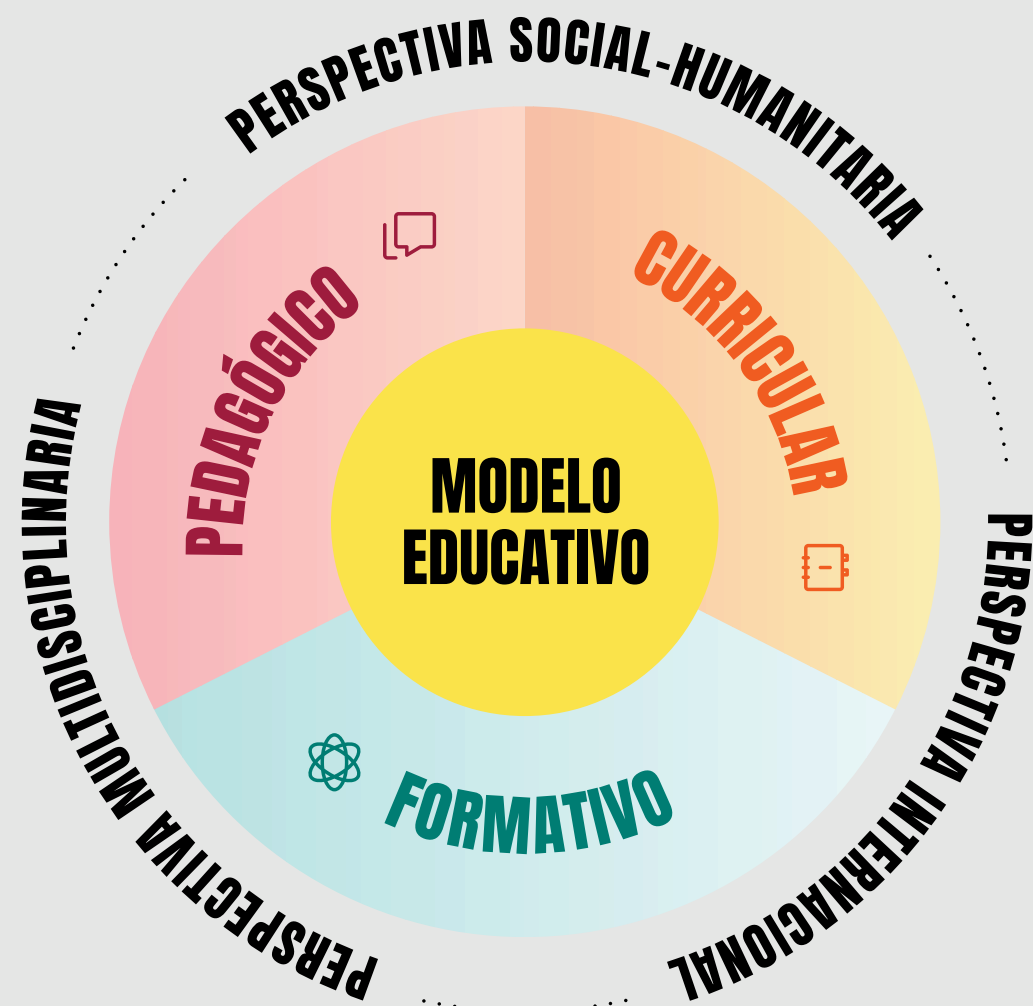 PERSPECTIVA SOCIAL-HUMANITARIA
PEDAGÓGICO
CURRICULAR
MODELO
EDUCATIVO
FORMATIVO
PERSPECTIVA MULTIDISCIPLINARIA
PERSPECTIVA INTERNACIONAL